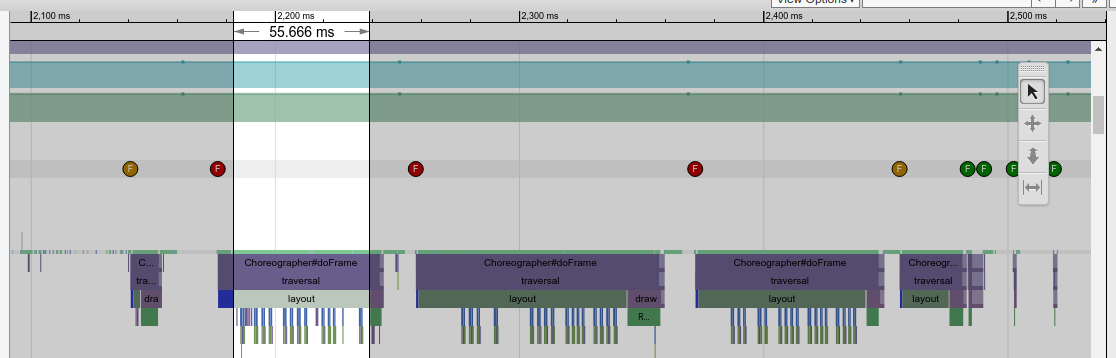 View Options ▾ ← → »
2,100 ms 2,200 ms 2,300 ms 2,400 ms 2,500 ms
55.666 ms
F F F F F F F F F
C... Choreographer#doFrame Choreographer#doFrame Choreographer#doFrame Choreogr...
tra... traversal traversal traversal traversal
dra layout layout draw layout layout
R...